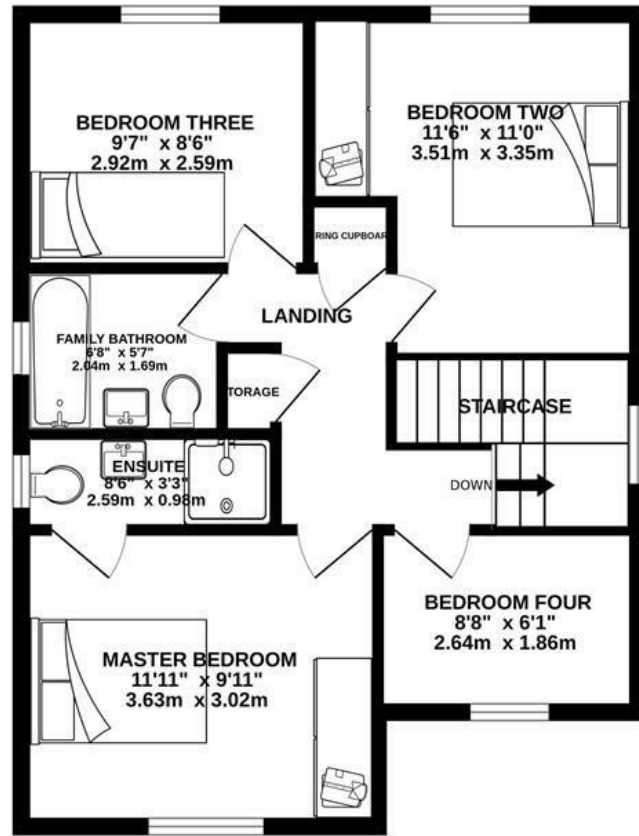 BEDROOM THREE
9'7" x 8'6"
2.92m x 2.59m
BEDROOM TWO
11'6" x 11'0"
3.51m x 3.35m
RING CUPBOAR
LANDING
FAMILY BATHROOM
6'8" x 5'7"
2.04m x 1.69m
TORAGE
STAIRCASE
ENSUITE
8'6" x 3'3"
2.59m x 0.98m
DOWN
BEDROOM FOUR
8'8" x 6'1"
2.64m x 1.86m
MASTER BEDROOM
11'11" x 9'11"
3.63m x 3.02m